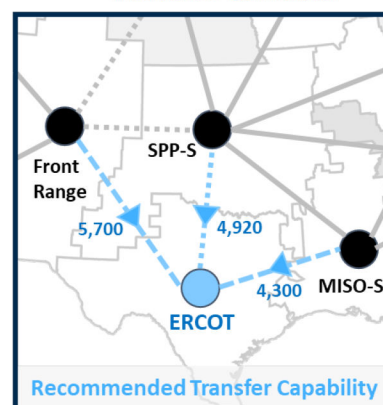 Front
Range
SPP-S
5,700
4,920
4,300
MISO-S
ERCOT
Recommended Transfer Capability